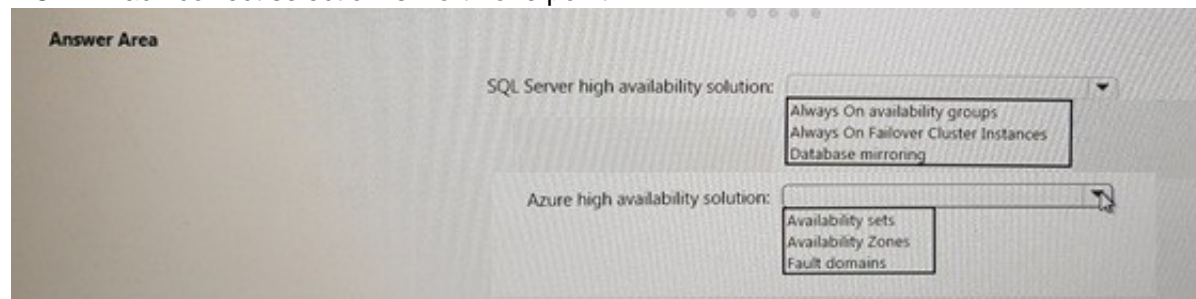 Answer Area
SQL Server high availability solution:
Always On availability groups
Always On Failover Cluster Instances
Database mirroring
Azure high availability solution:
Availability sets
Availability Zones
Fault domains